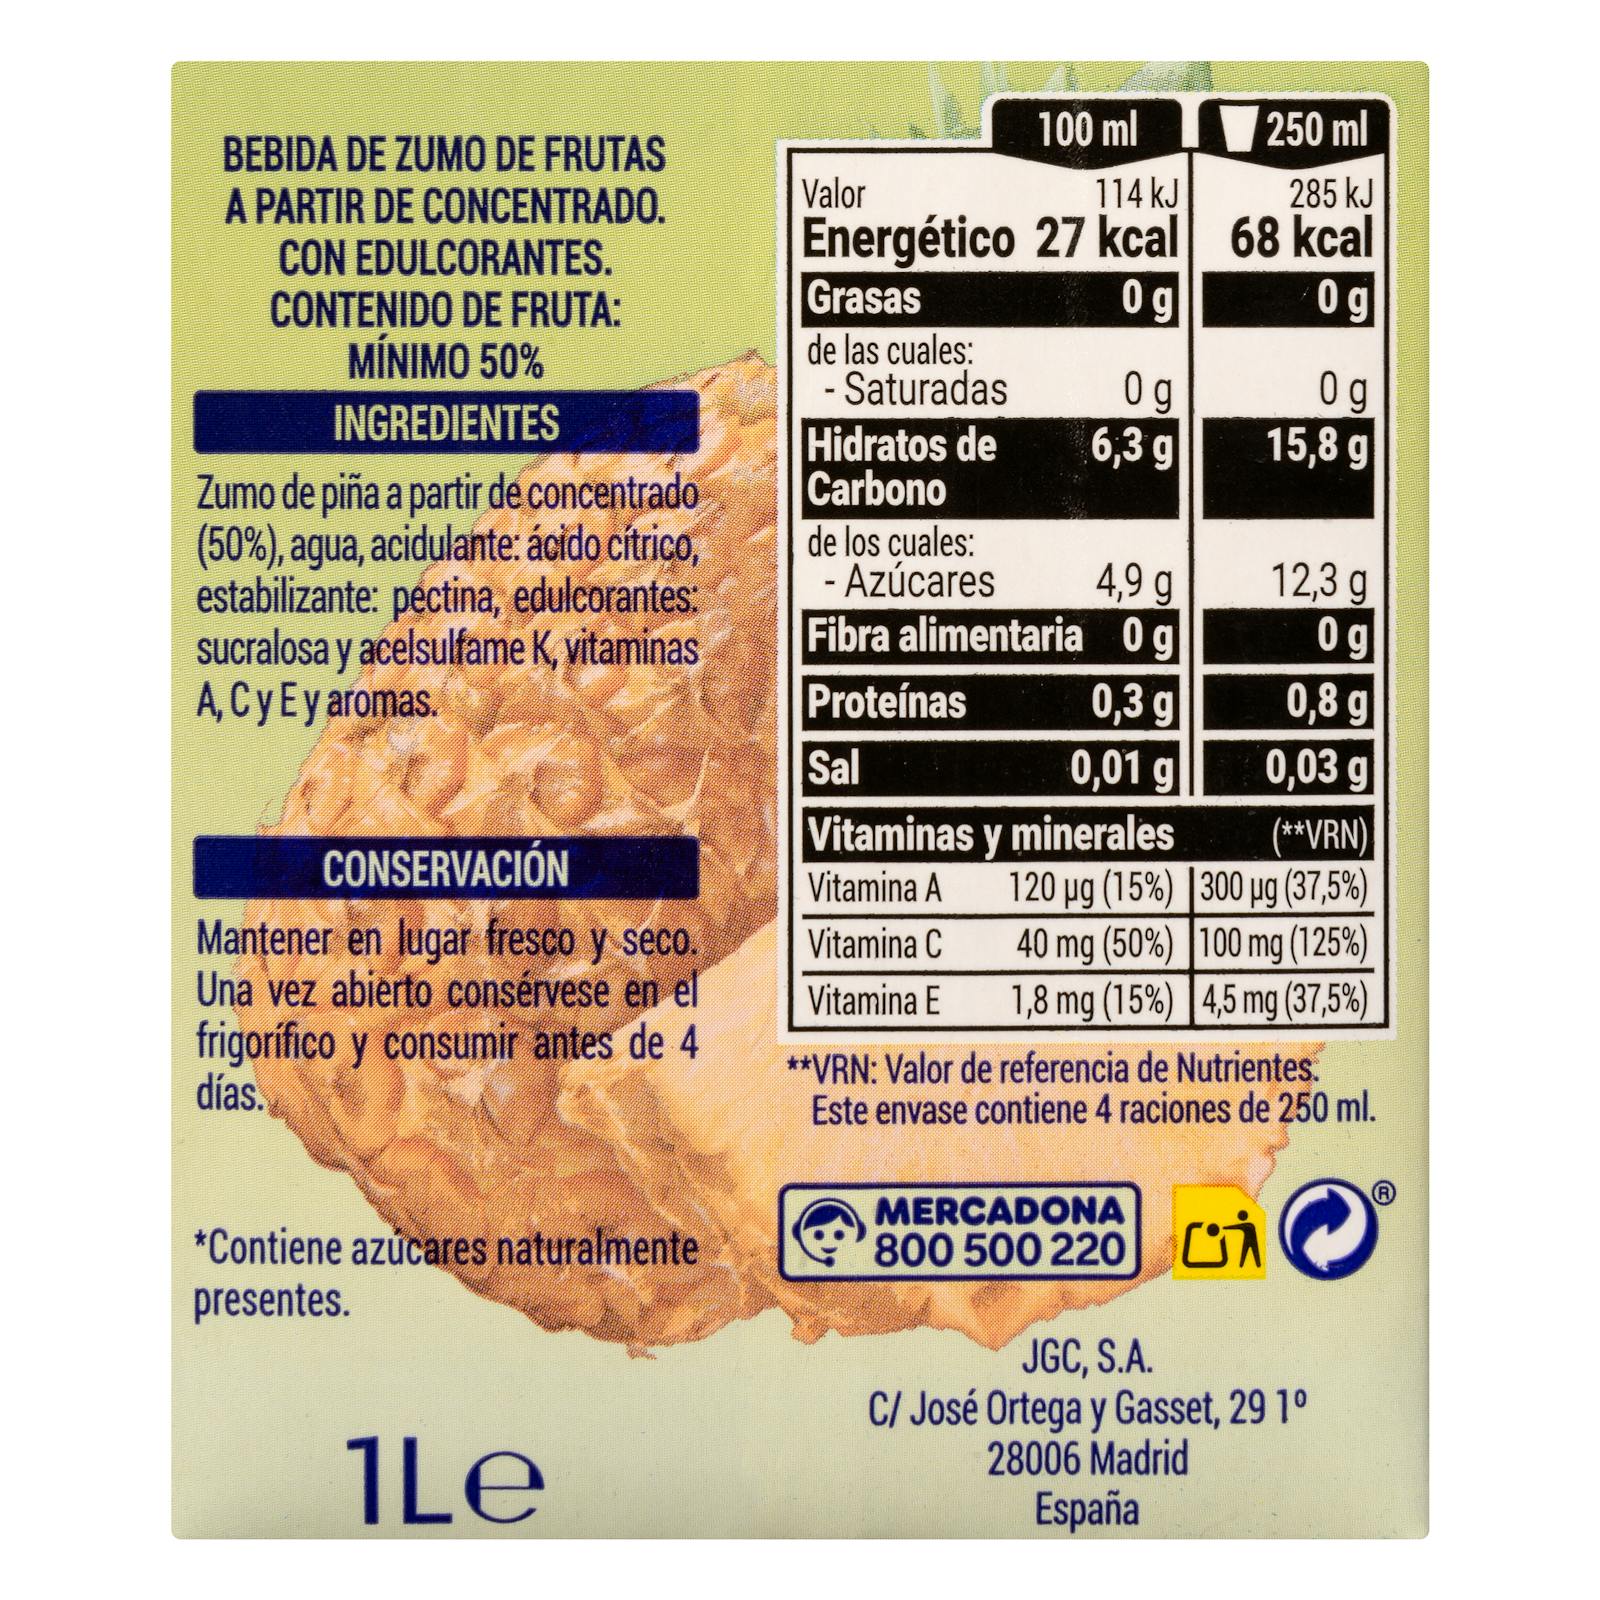 BEBIDA DE ZUMO DE FRUTAS
A PARTIR DE CONCENTRADO.
CON EDULCORANTES.
CONTENIDO DE FRUTA:
MÍNIMO 50%
INGREDIENTES
Zumo de piña a partir de concentrado
(50%), agua, acidulante: ácido cítrico,
estabilizante: pectina, edulcorantes:
sucralosa y acelsulfame K, vitaminas
A, C y E y aromas.
CONSERVACIÓN
Mantener en lugar fresco y seco.
Una vez abierto consérvese en el
frigorífico y consumir antes de 4
días.
*Contiene azúcares naturalmente
presentes.
1L e
100 ml 250 ml
Valor 114 kJ 285 kJ
Energético 27 kcal 68 kcal
Grasas 0 g 0 g
de las cuales:
- Saturadas 0 g 0 g
Hidratos de 6,3 g 15,8 g
Carbono
de los cuales:
- Azúcares 4,9 g 12,3 g
Fibra alimentaria 0 g 0 g
Proteínas 0,3 g 0,8 g
Sal 0,01 g 0,03 g
Vitaminas y minerales (**VRN)
Vitamina A 120 µg (15%) 300 µg (37,5%)
Vitamina C 40 mg (50%) 100 mg (125%)
Vitamina E 1,8 mg (15%) 4,5 mg (37,5%)
**VRN: Valor de referencia de Nutrientes.
Este envase contiene 4 raciones de 250 ml.
MERCADONA
800 500 220
®
JGC, S.A.
C/ José Ortega y Gasset, 29 1º
28006 Madrid
España